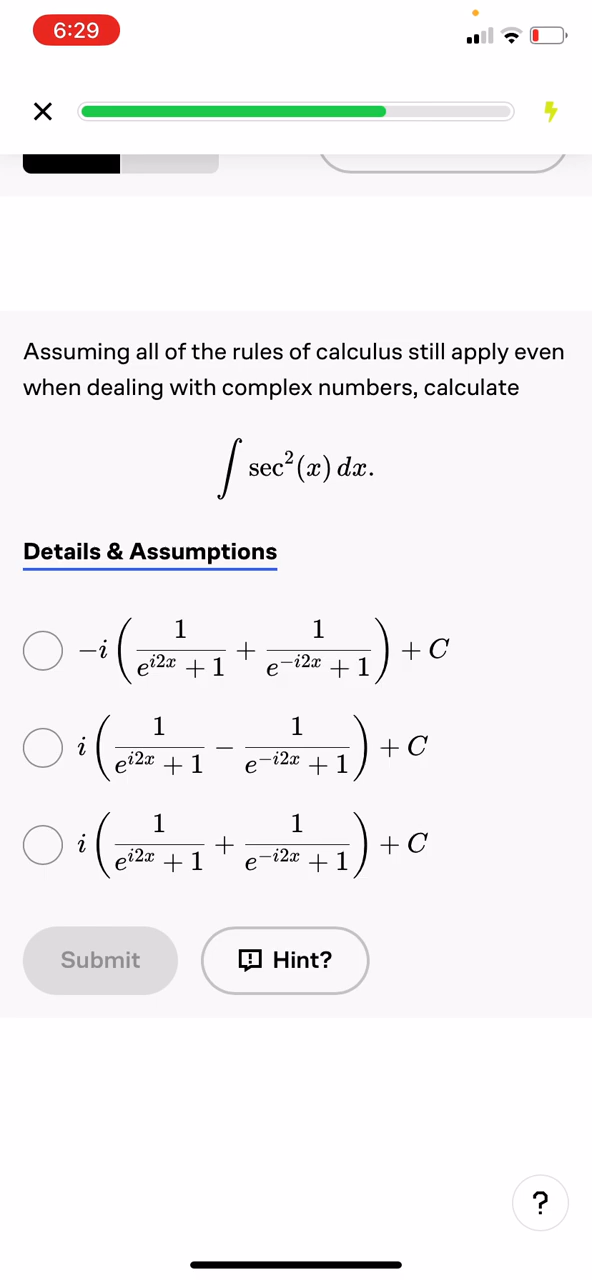 6:29
Assuming all of the rules of calculus still apply even
when dealing with complex numbers, calculate
∫ sec²(x) dx.
Details & Assumptions
−i(1/(e^{i2x} + 1) + 1/(e^{−i2x} + 1)) + C
i(1/(e^{i2x} + 1) − 1/(e^{−i2x} + 1)) + C
i(1/(e^{i2x} + 1) + 1/(e^{−i2x} + 1)) + C
Submit Hint?
?